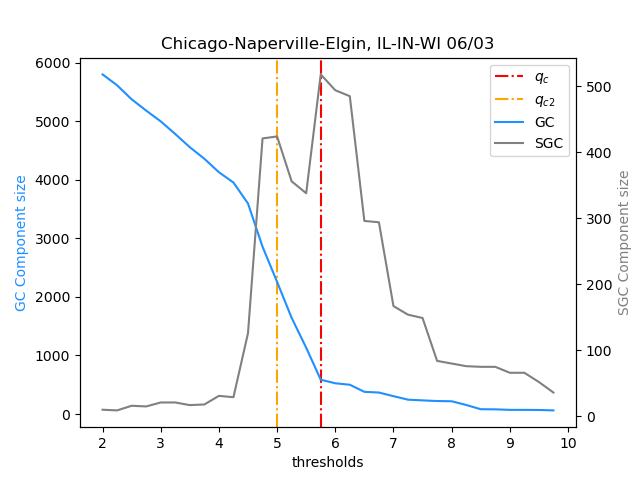 Chicago-Naperville-Elgin, IL-IN-WI 06/03
GC Component size
6000
5000
4000
3000
2000
1000
0
q_c
q_c2
GC
SGC
500
400
300
200
100
0
SGC Component size
2 3 4 5 6 7 8 9 10
thresholds